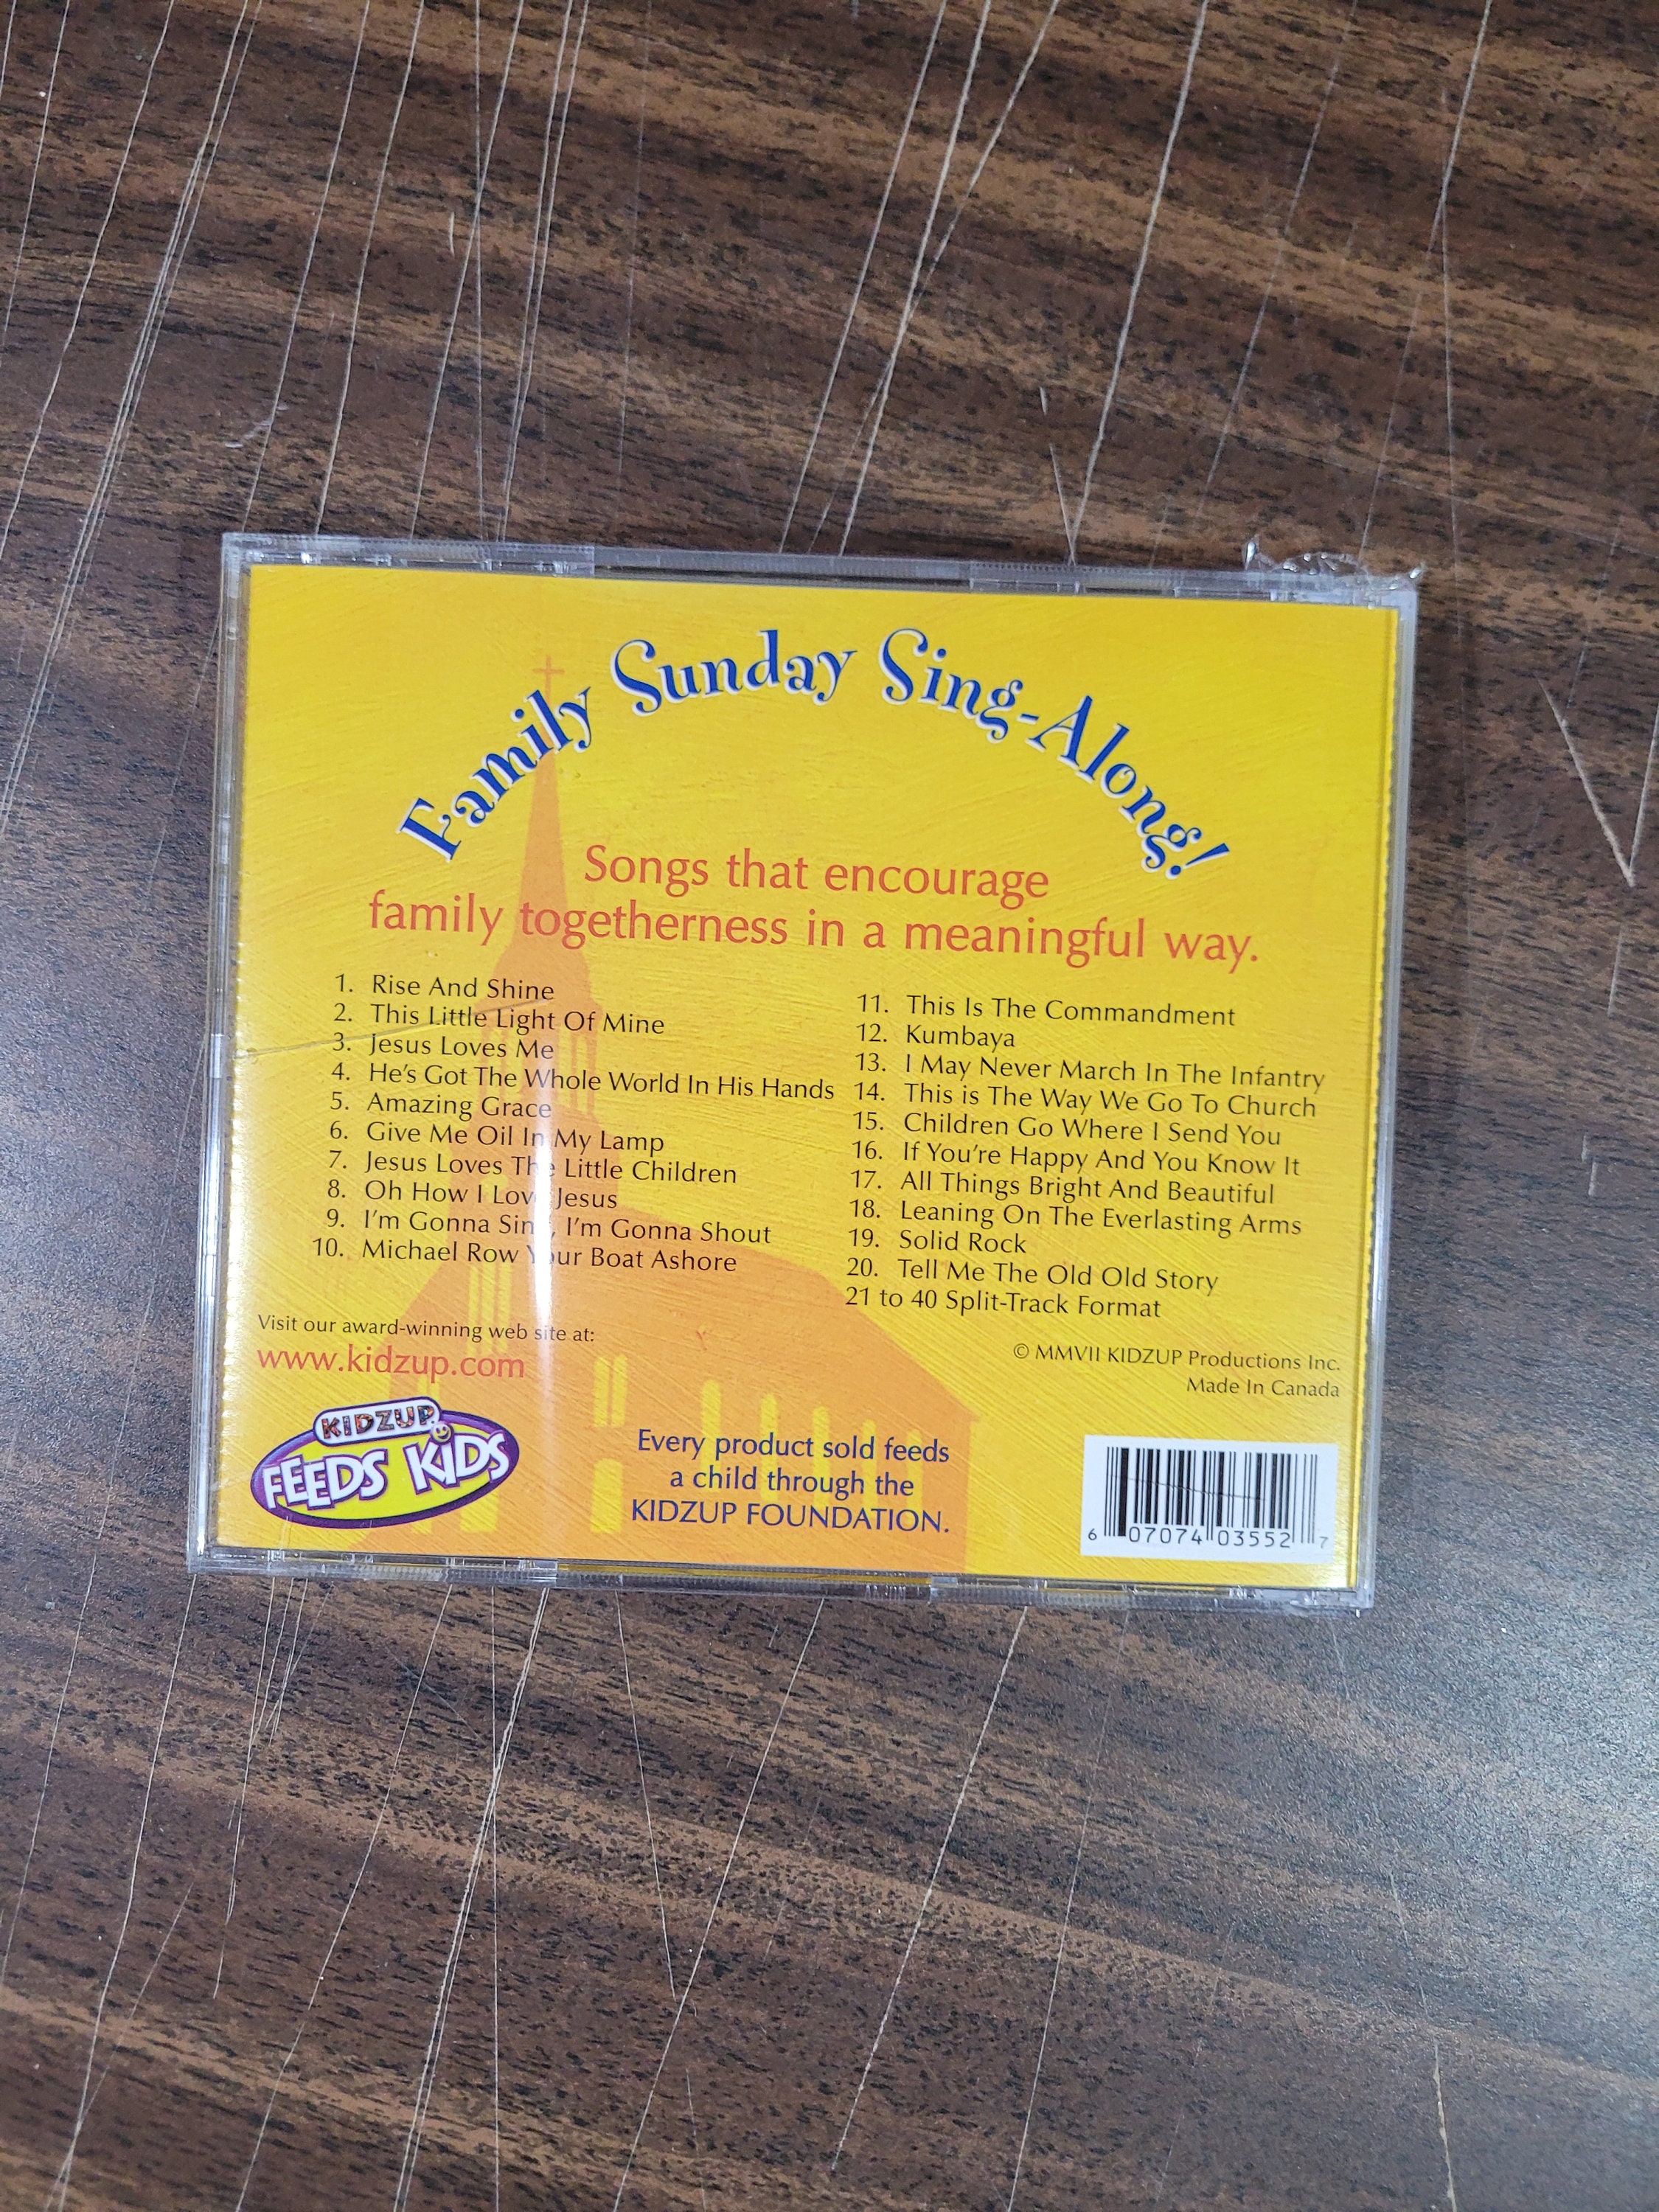 Family Sunday Sing-Along!
Songs that encourage
family togetherness in a meaningful way.
1. Rise And Shine
2. This Little Light Of Mine
3. Jesus Loves Me
4. He's Got The Whole World In His Hands
5. Amazing Grace
6. Give Me Oil In My Lamp
7. Jesus Loves The Little Children
8. Oh How I Love Jesus
9. I'm Gonna Sing, I'm Gonna Shout
10. Michael Row Your Boat Ashore
11. This Is The Commandment
12. Kumbaya
13. I May Never March In The Infantry
14. This is The Way We Go To Church
15. Children Go Where I Send You
16. If You're Happy And You Know It
17. All Things Bright And Beautiful
18. Leaning On The Everlasting Arms
19. Solid Rock
20. Tell Me The Old Old Story
21 to 40 Split-Track Format
Visit our award-winning web site at:
www.kidzup.com
© MMVII KIDZUP Productions Inc.
Made In Canada
KIDZUP
FEEDS KIDS
Every product sold feeds
a child through the
KIDZUP FOUNDATION.
6 07074 03552 7